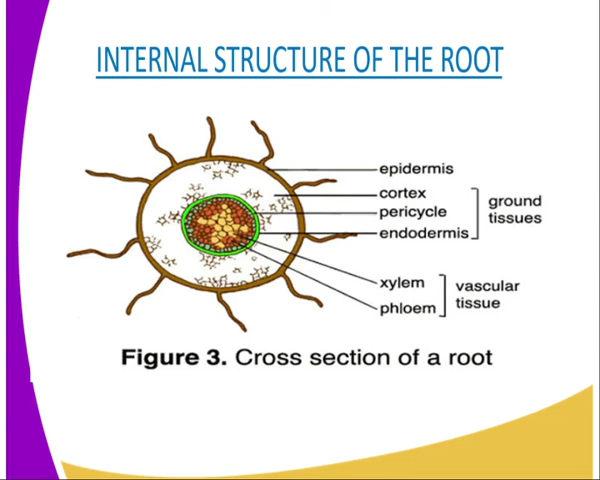 INTERNAL STRUCTURE OF THE ROOT
epidermis
cortex
pericycle
endodermis
ground
tissues
xylem
phloem
vascular
tissue
Figure 3. Cross section of a root